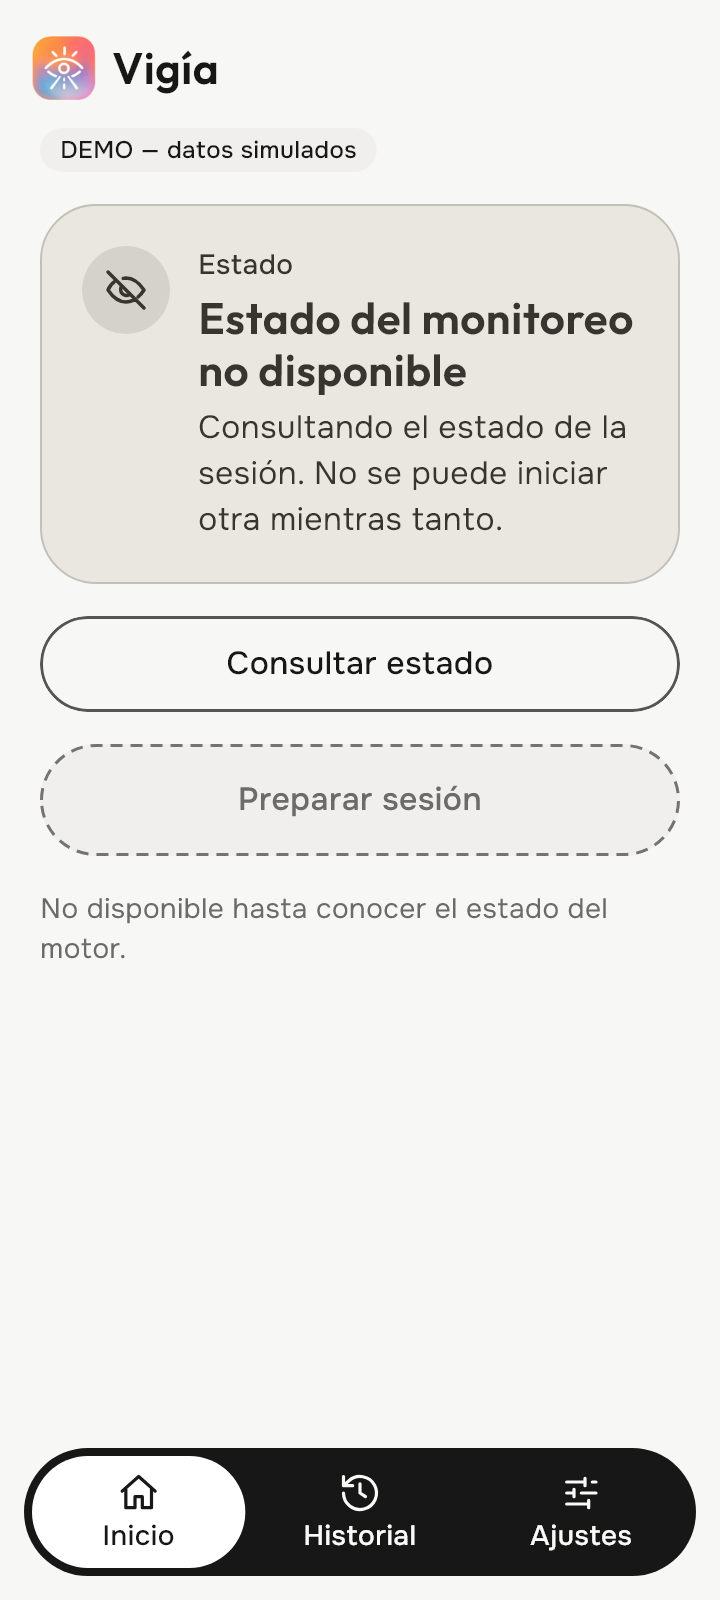 Vigía
DEMO — datos simulados
Estado
Estado del monitoreo
no disponible
Consultando el estado de la
sesión. No se puede iniciar
otra mientras tanto.
Consultar estado
Preparar sesión
No disponible hasta conocer el estado del
motor.
Inicio
Historial
Ajustes